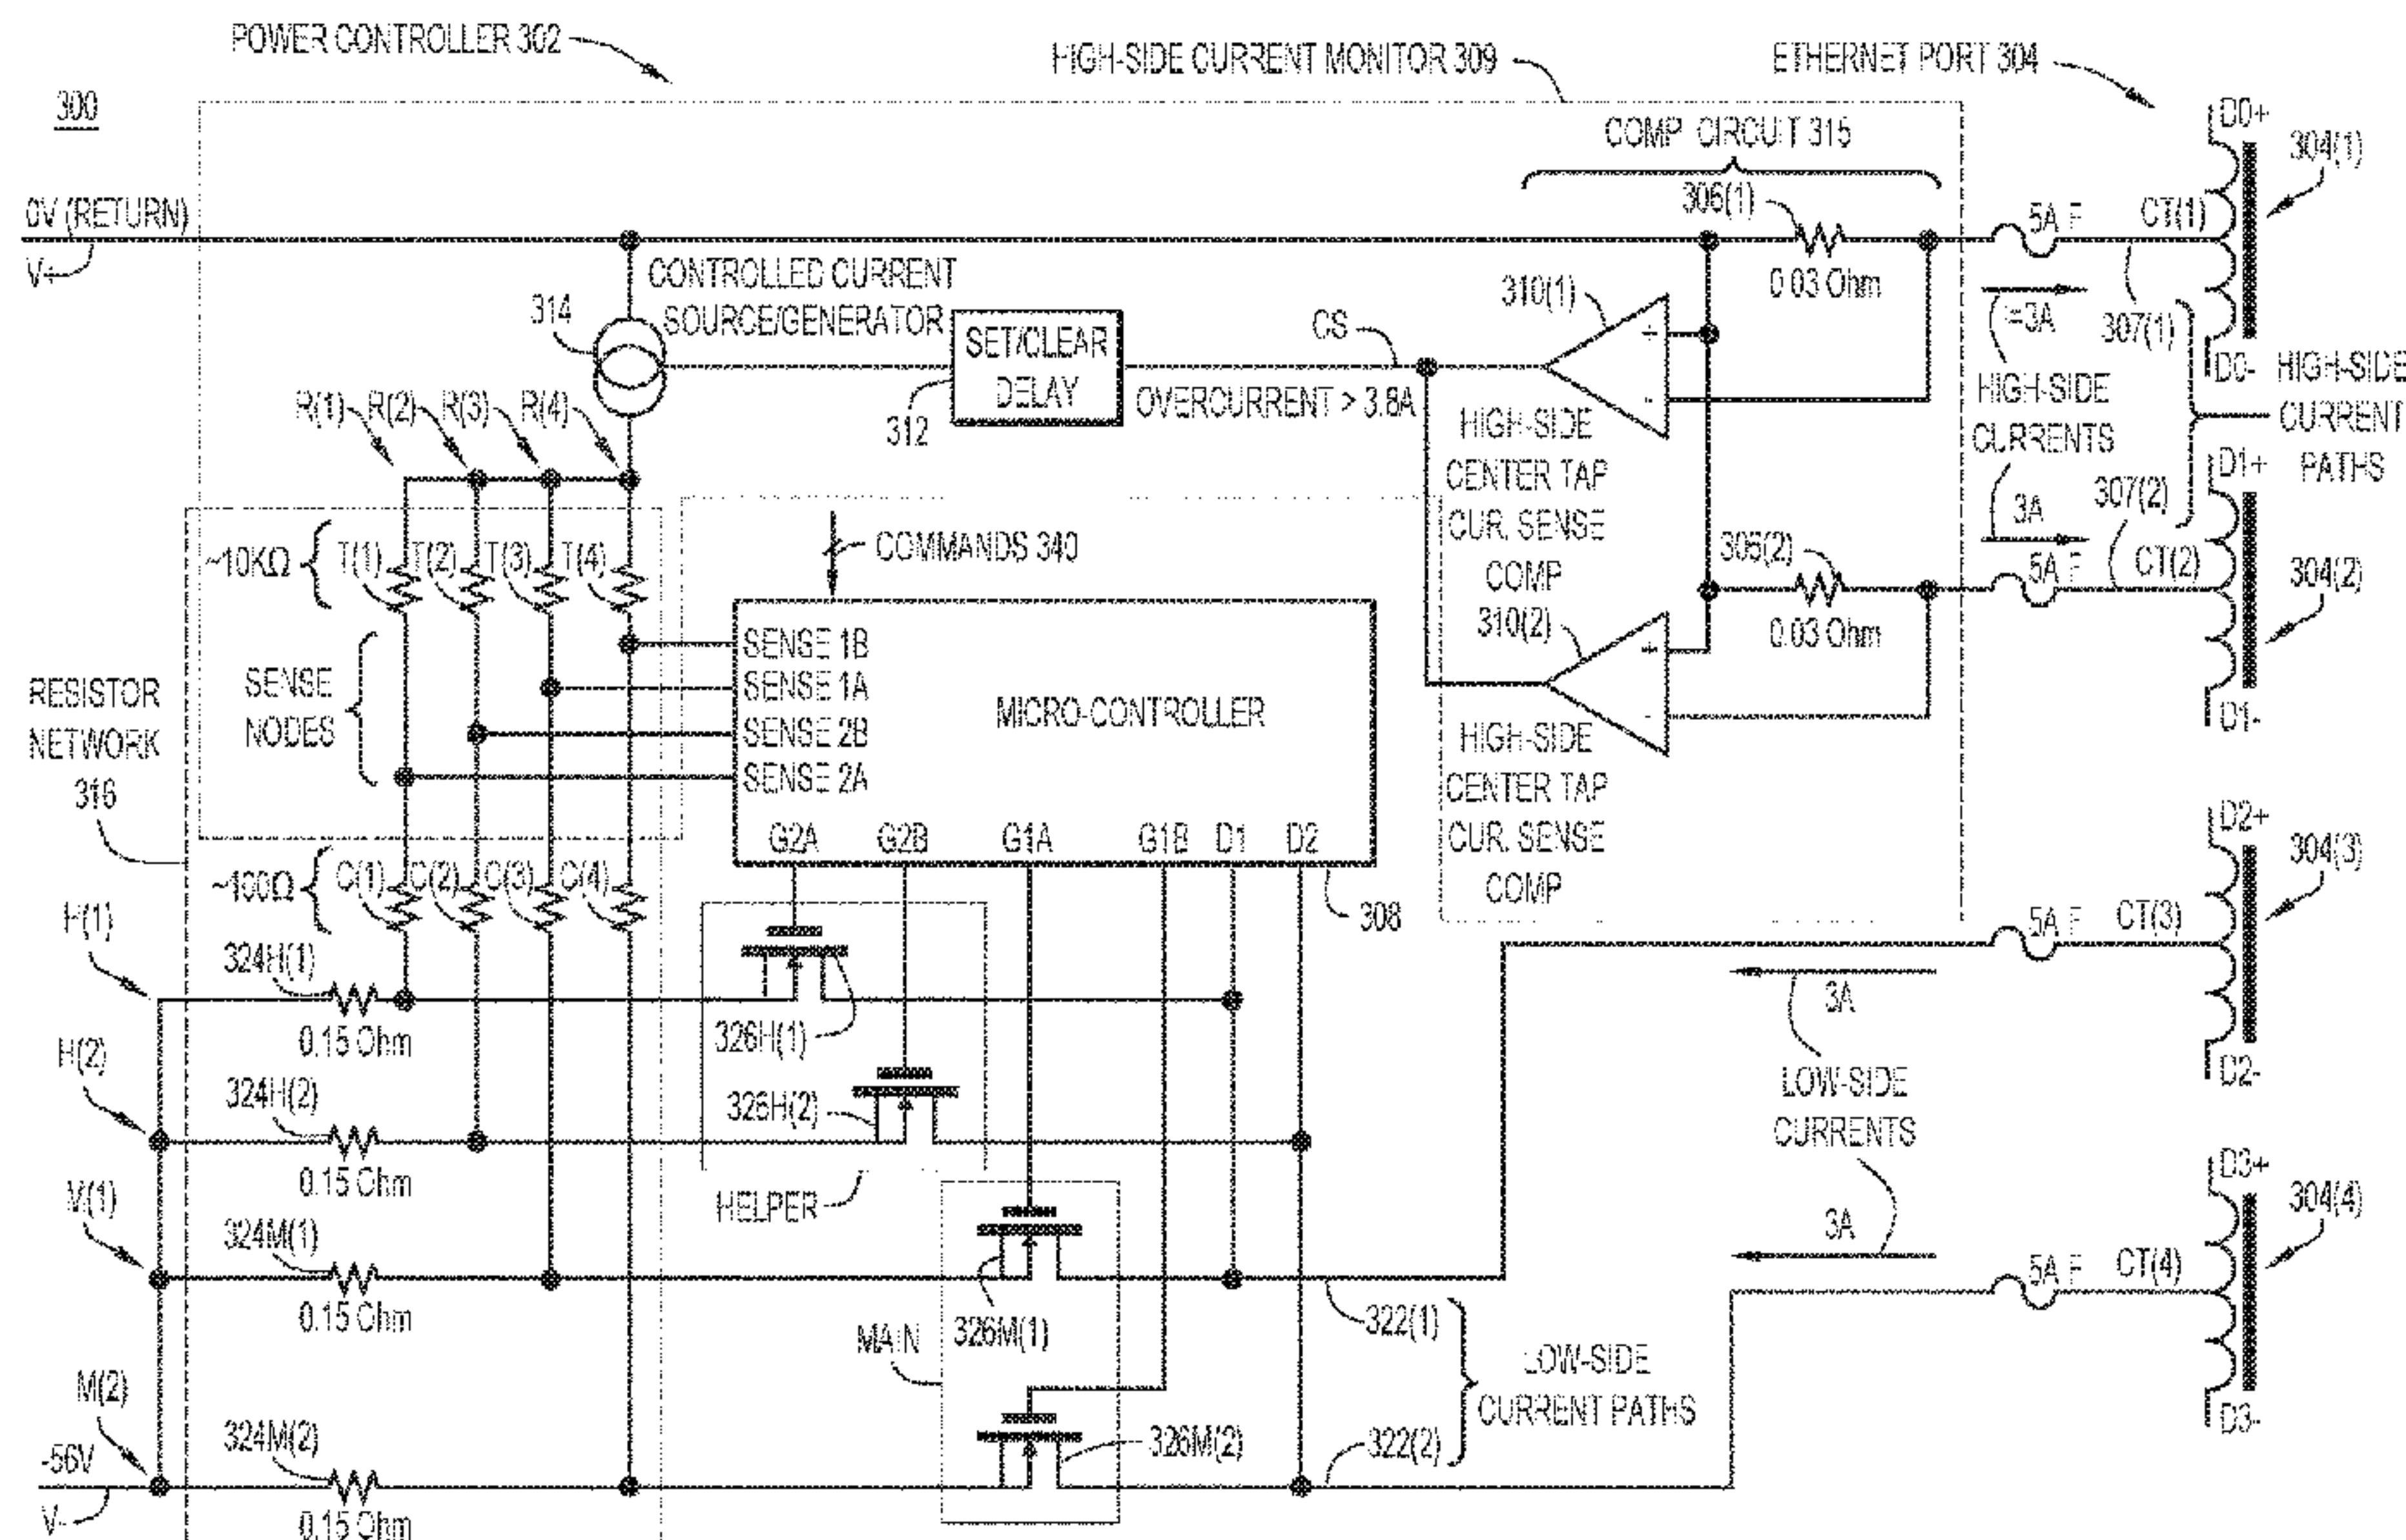 POWER CONTROLLER 302
HIGH-SIDE CURRENT MONITOR 309
ETHERNET PORT 304
300
COMP CIRCUIT 315
D0+
304(1)
0V (RETURN)
V+
306(1)
5A F
CT(1)
0.03 Ohm
CONTROLLED CURRENT
SOURCE/GENERATOR
314
SET/CLEAR
DELAY
312
CS
OVERCURRENT > 3.8A
310(1)
+
-
HIGH-SIDE
CENTER TAP
CUR. SENSE
COMP
310(2)
3A
HIGH-SIDE
CURRENTS
307(1)
D0-
HIGH-SIDE
CURRENT
PATHS
R(1)
R(2)
R(3)
R(4)
D1+
307(2)
3A
5A F
CT(2)
304(2)
306(2)
0.03 Ohm
D1-
~10KΩ
T(1)
T(2)
T(3)
T(4)
COMMANDS 340
SENSE
NODES
SENSE 1B
SENSE 1A
SENSE 2B
SENSE 2A
MICRO-CONTROLLER
G2A
G2B
G1A
G1B
D1
D2
308
+
-
HIGH-SIDE
CENTER TAP
CUR. SENSE
COMP
RESISTOR
NETWORK
316
~100Ω
C(1)
C(2)
C(3)
C(4)
D2+
304(3)
5A F
CT(3)
3A
D2-
H(1)
324H(1)
0.15 Ohm
326H(1)
H(2)
324H(2)
0.15 Ohm
326H(2)
HELPER
LOW-SIDE
CURRENTS
M(1)
324M(1)
0.15 Ohm
326M(1)
MAIN
322(1)
LOW-SIDE
CURRENT PATHS
322(2)
3A
5A F
CT(4)
D3+
304(4)
D3-
M(2)
-56V
V-
324M(2)
0.15 Ohm
326M(2)